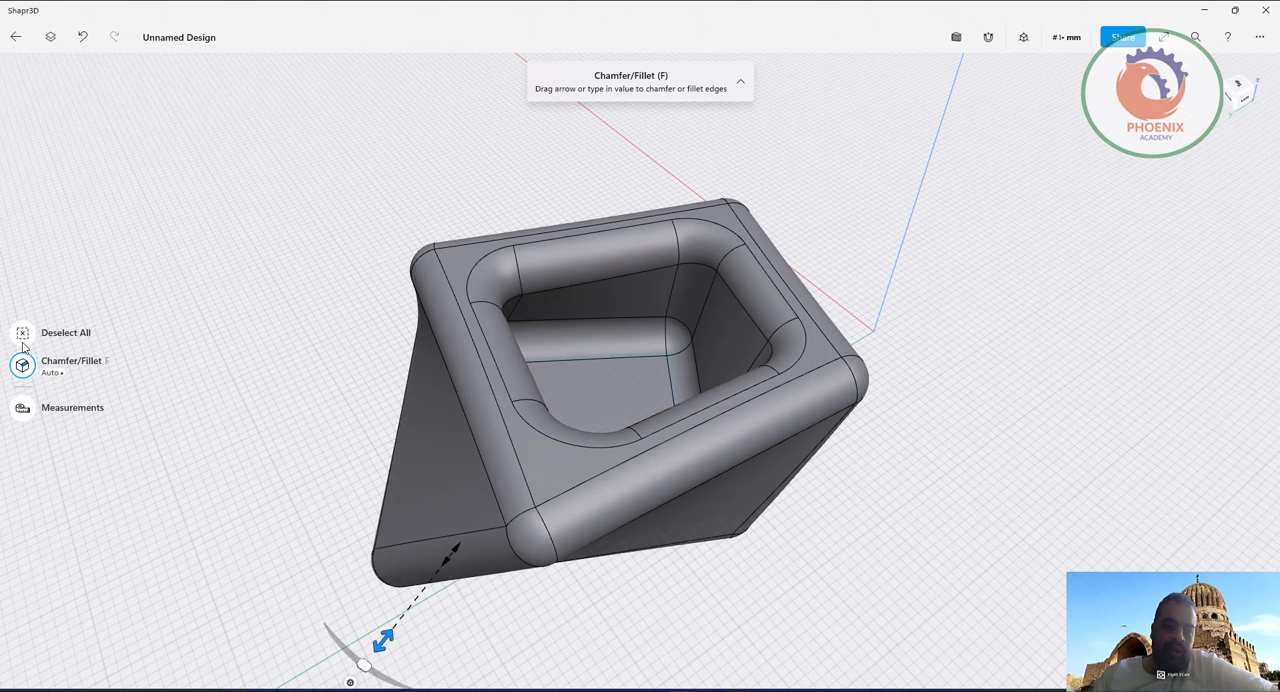 Shapr3D
Unnamed Design
mm
Share
Chamfer/Fillet (F)
Drag arrow or type in value to chamfer or fillet edges
PHOENIX
ACADEMY
Deselect All
Chamfer/Fillet F
Auto
Measurements